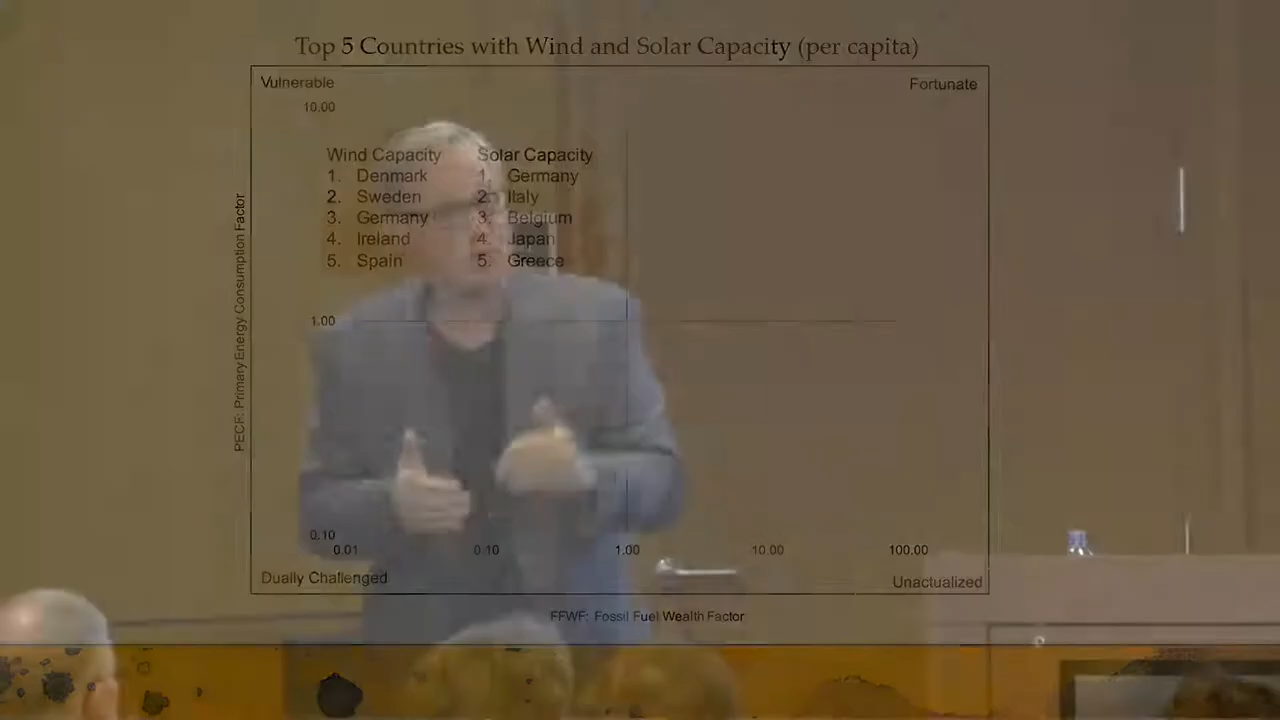 Top 5 Countries with Wind and Solar Capacity (per capita)
Vulnerable
Fortunate
10.00
Wind Capacity
1. Denmark
2. Sweden
3. Germany
4. Ireland
5. Spain
Solar Capacity
1. Germany
2. Italy
3. Belgium
4. Japan
5. Greece
PECF: Primary Energy Consumption Factor
1.00
0.10
0.01 0.10 1.00 10.00 100.00
Dually Challenged
Unactualized
FFWF: Fossil Fuel Wealth Factor